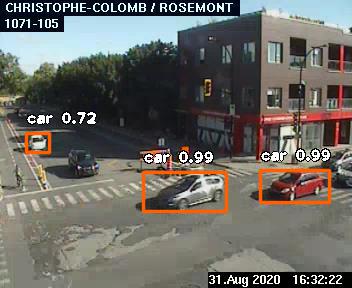 CHRISTOPHE-COLOMB / ROSEMONT
1071-105
car 0.72
car 0.99
car 0.99
31.Aug 2020 16:32:22